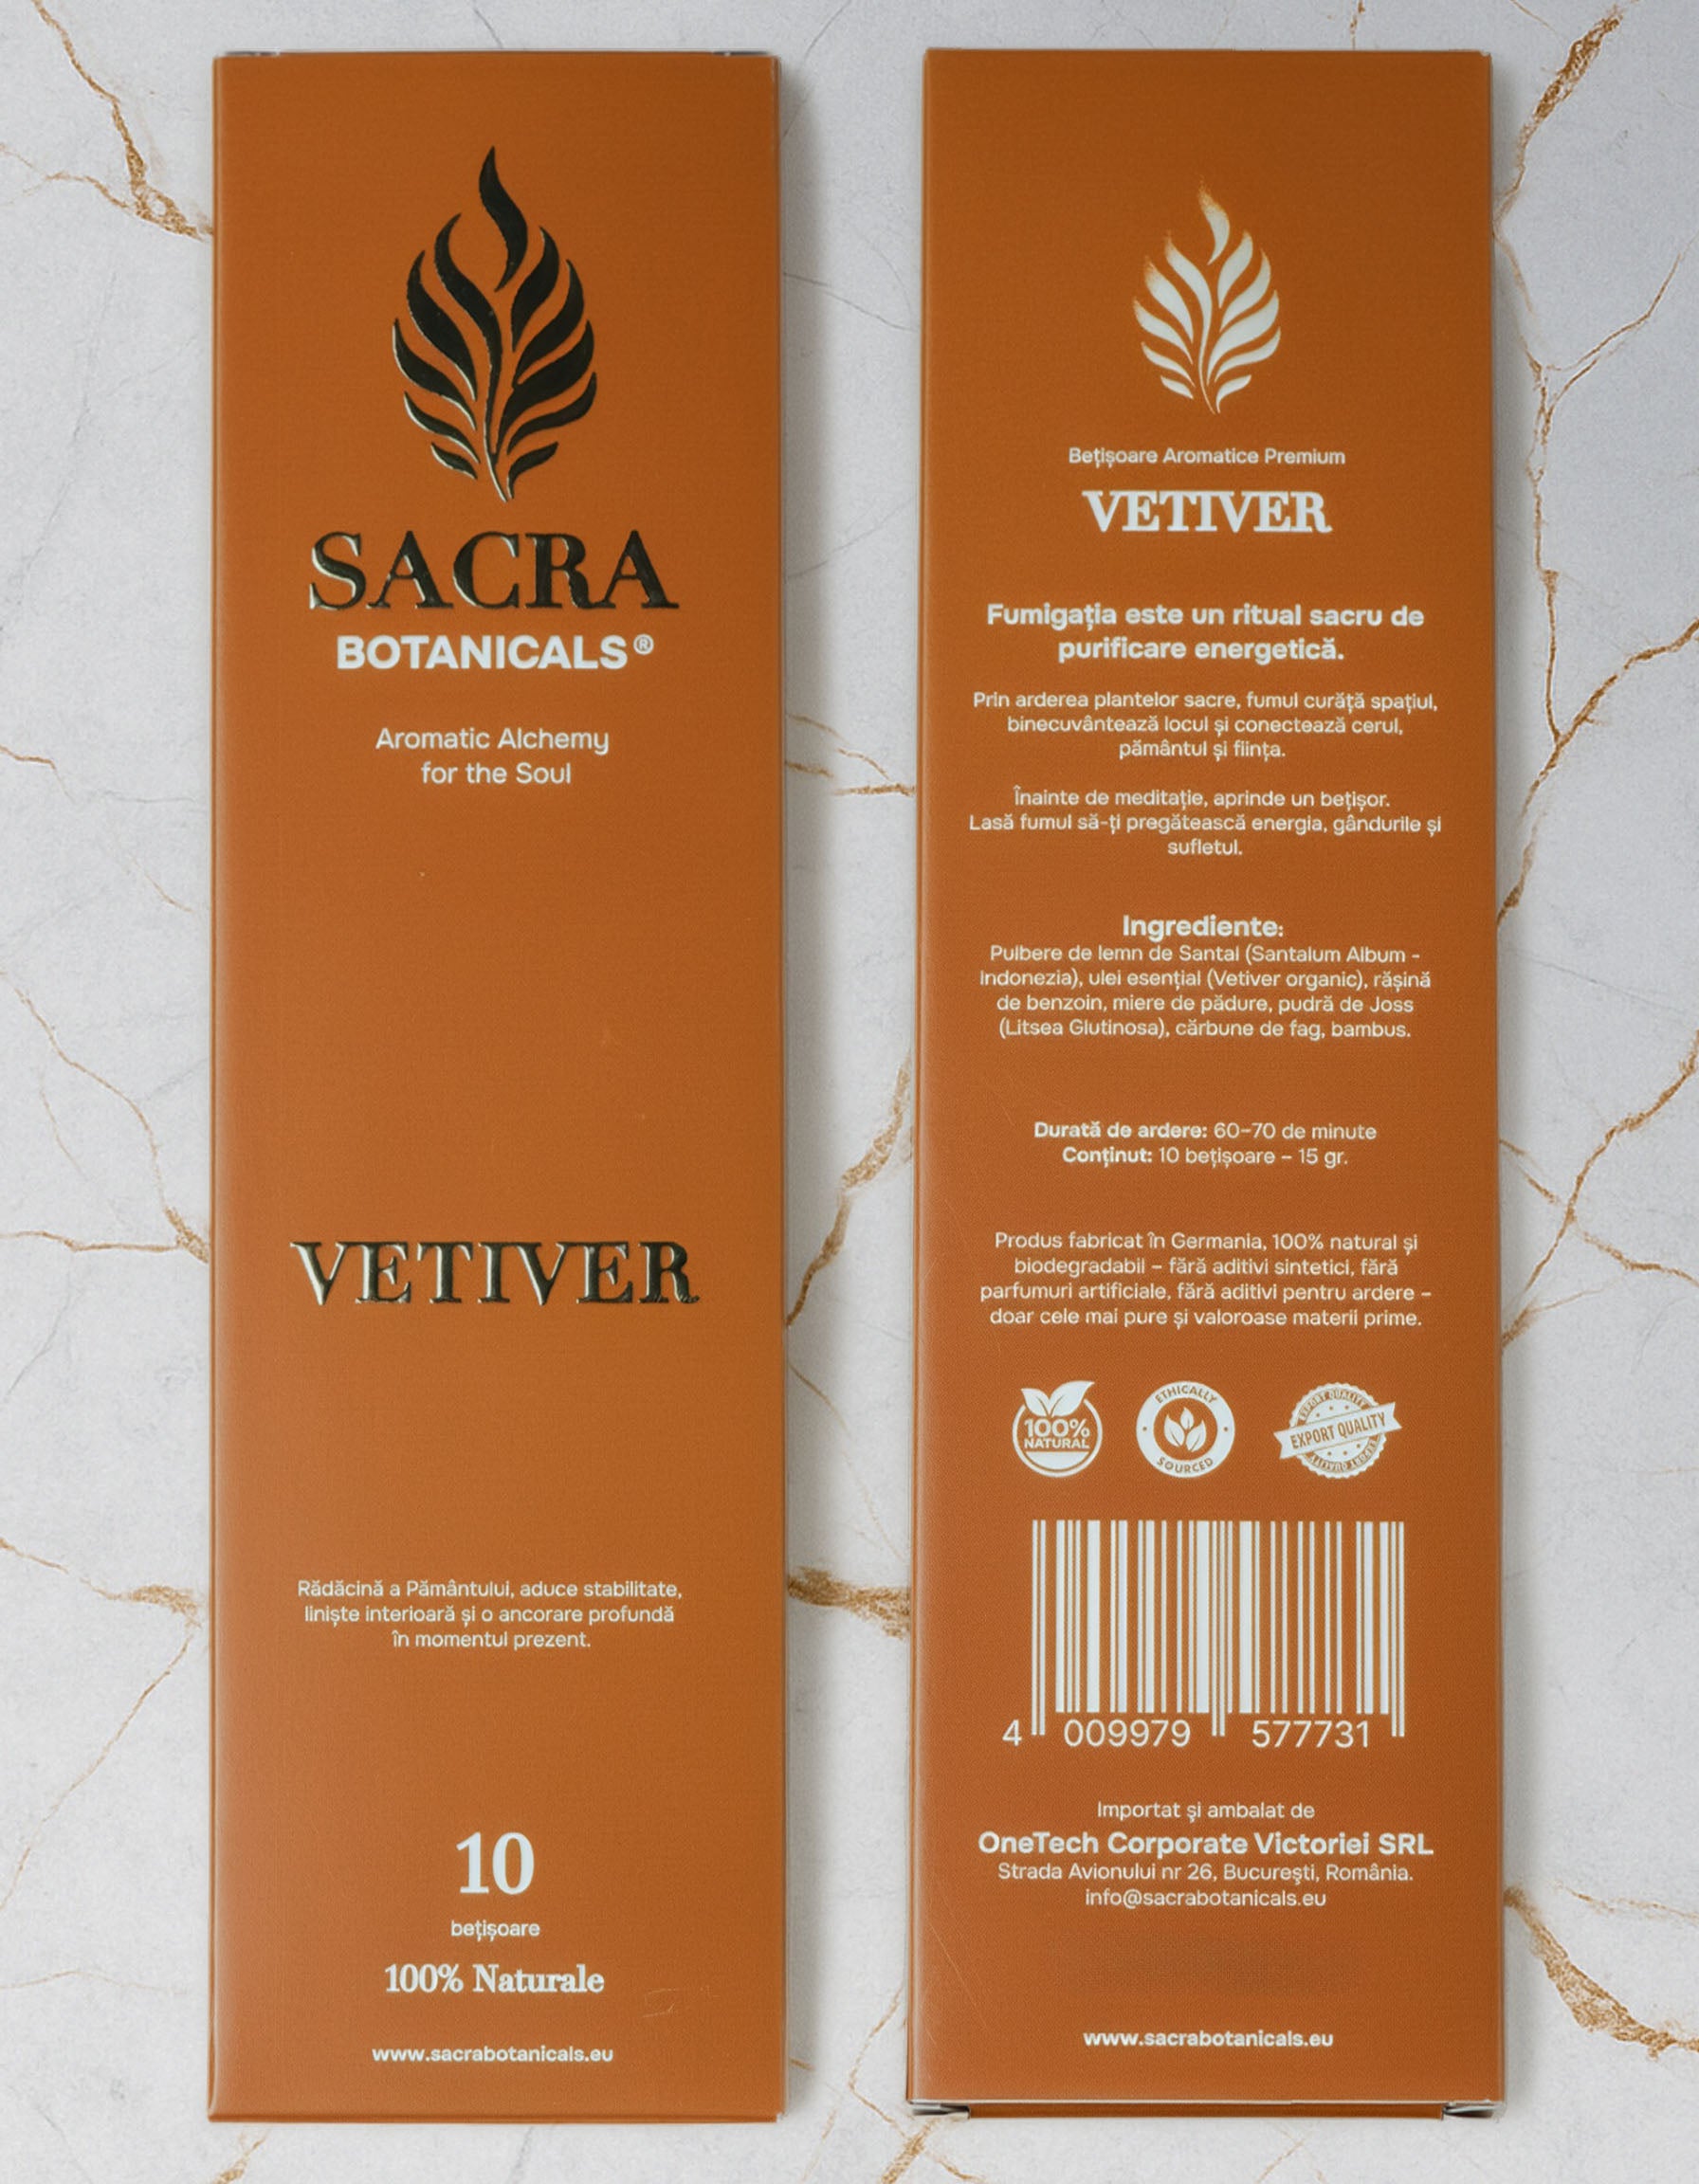 SACRA
BOTANICALS®
Aromatic Alchemy
for the Soul
VETIVER
Rădăcină a Pământului, aduce stabilitate,
liniște interioară și o ancorare profundă
în momentul prezent.
10
bețișoare
100% Naturale
www.sacrabotanicals.eu
Bețișoare Aromatice Premium
VETIVER
Fumigația este un ritual sacru de
purificare energetică.
Prin arderea plantelor sacre, fumul curăță spațiul,
binecuvântează locul și conectează cerul,
pământul și ființa.
Înainte de meditație, aprinde un bețișor.
Lasă fumul să-ți pregătească energia, gândurile și
sufletul.
Ingrediente:
Pulbere de lemn de Santal (Santalum Album -
Indonezia), ulei esențial (Vetiver organic), rășină
de benzoin, miere de pădure, pudră de Joss
(Litsea Glutinosa), cărbune de fag, bambus.
Durată de ardere: 60–70 de minute
Conținut: 10 bețișoare – 15 gr.
Produs fabricat în Germania, 100% natural și
biodegradabil – fără aditivi sintetici, fără
parfumuri artificiale, fără aditivi pentru ardere –
doar cele mai pure și valoroase materii prime.
100%
NATURAL
ETHICALLY
SOURCED
EXPORT QUALITY
EXPORT QUALITY
EXPORT QUALITY
4 009979 577731
Importat și ambalat de
OneTech Corporate Victoriei SRL
Strada Avionului nr 26, Bucureşti, România.
info@sacrabotanicals.eu
www.sacrabotanicals.eu